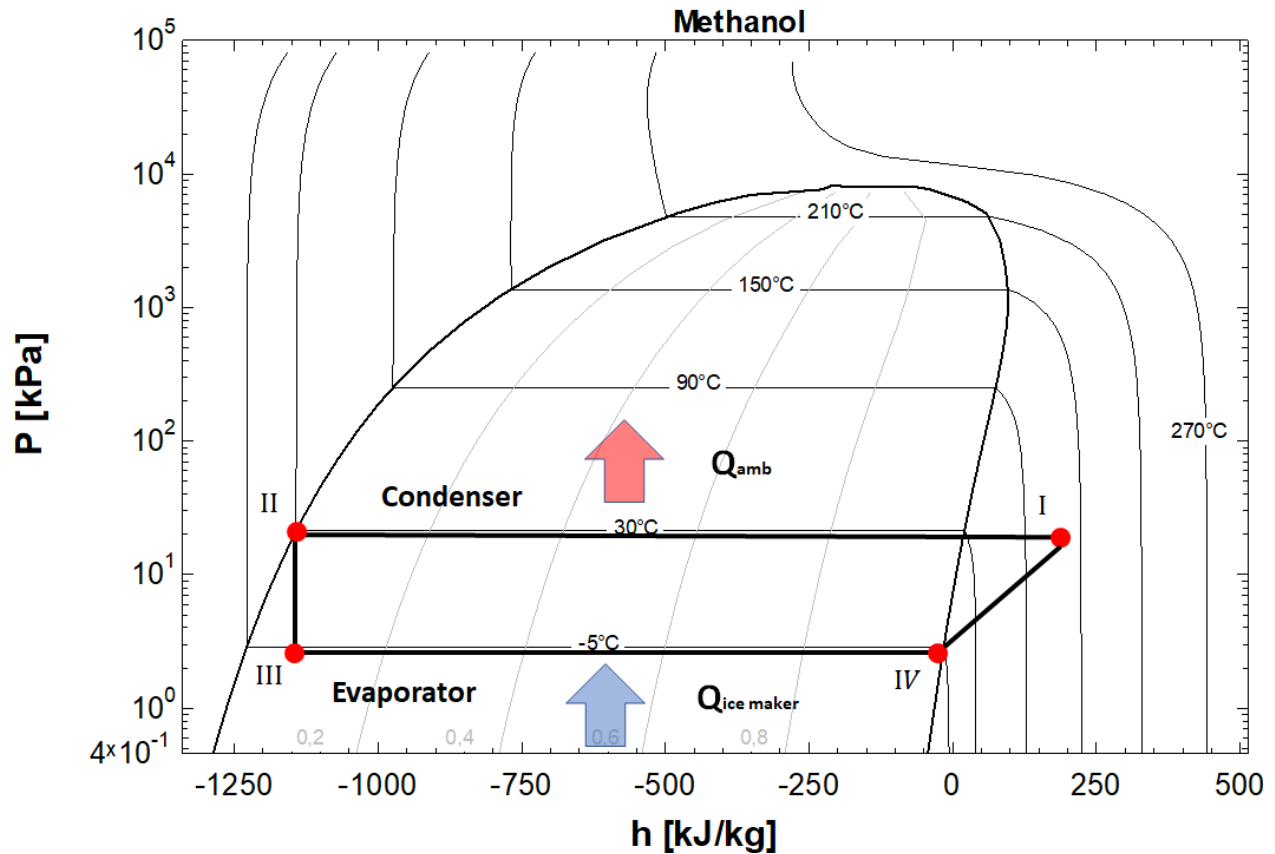 Methanol
10^5
10^4
10^3
10^2
10^1
10^0
4×10^-1
P [kPa]
210°C
150°C
90°C
270°C
Q_amb
Condenser
II
I
30°C
-5°C
III
IV
Evaporator
Q_ice maker
0,2
0,4
0,6
0,8
-1250
-1000
-750
-500
-250
0
250
500
h [kJ/kg]